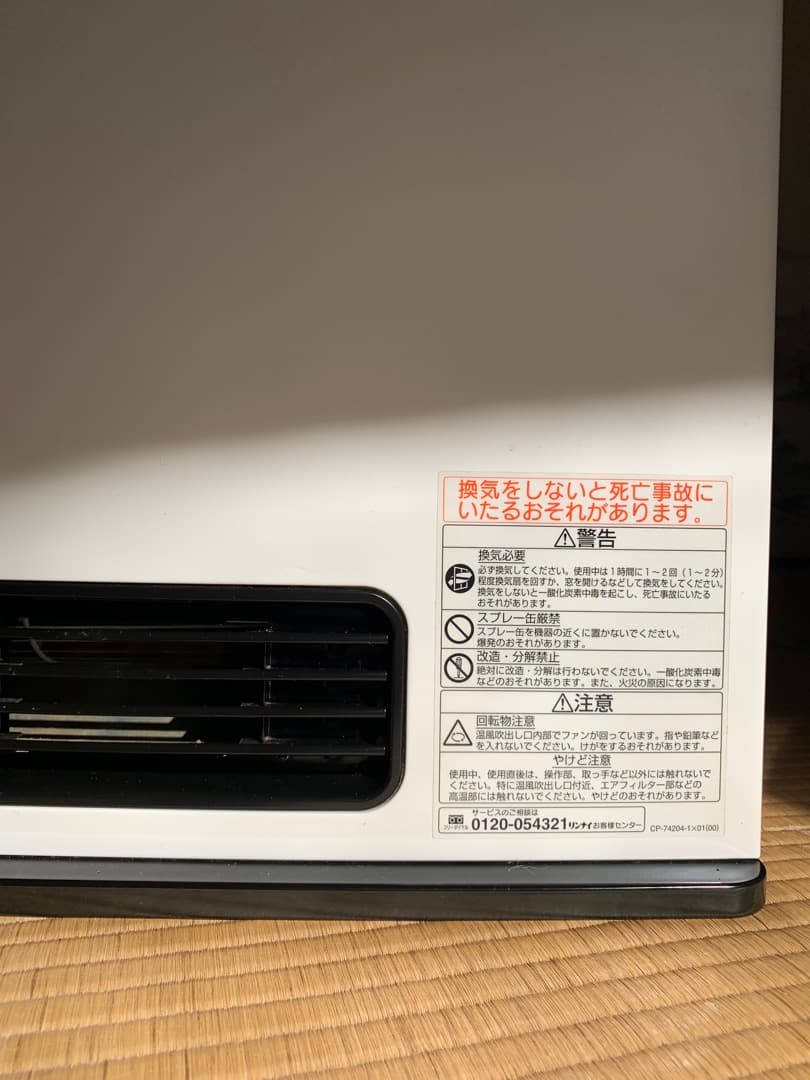 換気をしないと死亡事故に
いたるおそれがあります。
⚠警告
換気必要
必ず換気してください。使用中は1時間に1~2回(1~2分)
程度換気扇を回すか、窓を開けるなどして換気をしてください。
換気をしないと一酸化炭素中毒を起こし、死亡事故にいたる
おそれがあります。
スプレー缶厳禁
スプレー缶を機器の近くに置かないでください。
爆発のおそれがあります。
改造・分解禁止
絶対に改造・分解は行わないでください。一酸化炭素中毒
などのおそれがあります。また、火災の原因になります。
⚠注意
回転物注意
温風吹出し口内部でファンが回っています。指や鉛筆など
を入れないでください。けがをするおそれがあります。
やけど注意
使用中、使用直後は、操作部、取っ手など以外には触れないで
ください。特に温風吹出し口付近、エアフィルター部などの
高温部には触れないでください。やけどのおそれがあります。
サービスのご相談は
フリーダイヤル 0120-054321 リンナイお客様センター
CP-74204-1×01(00)